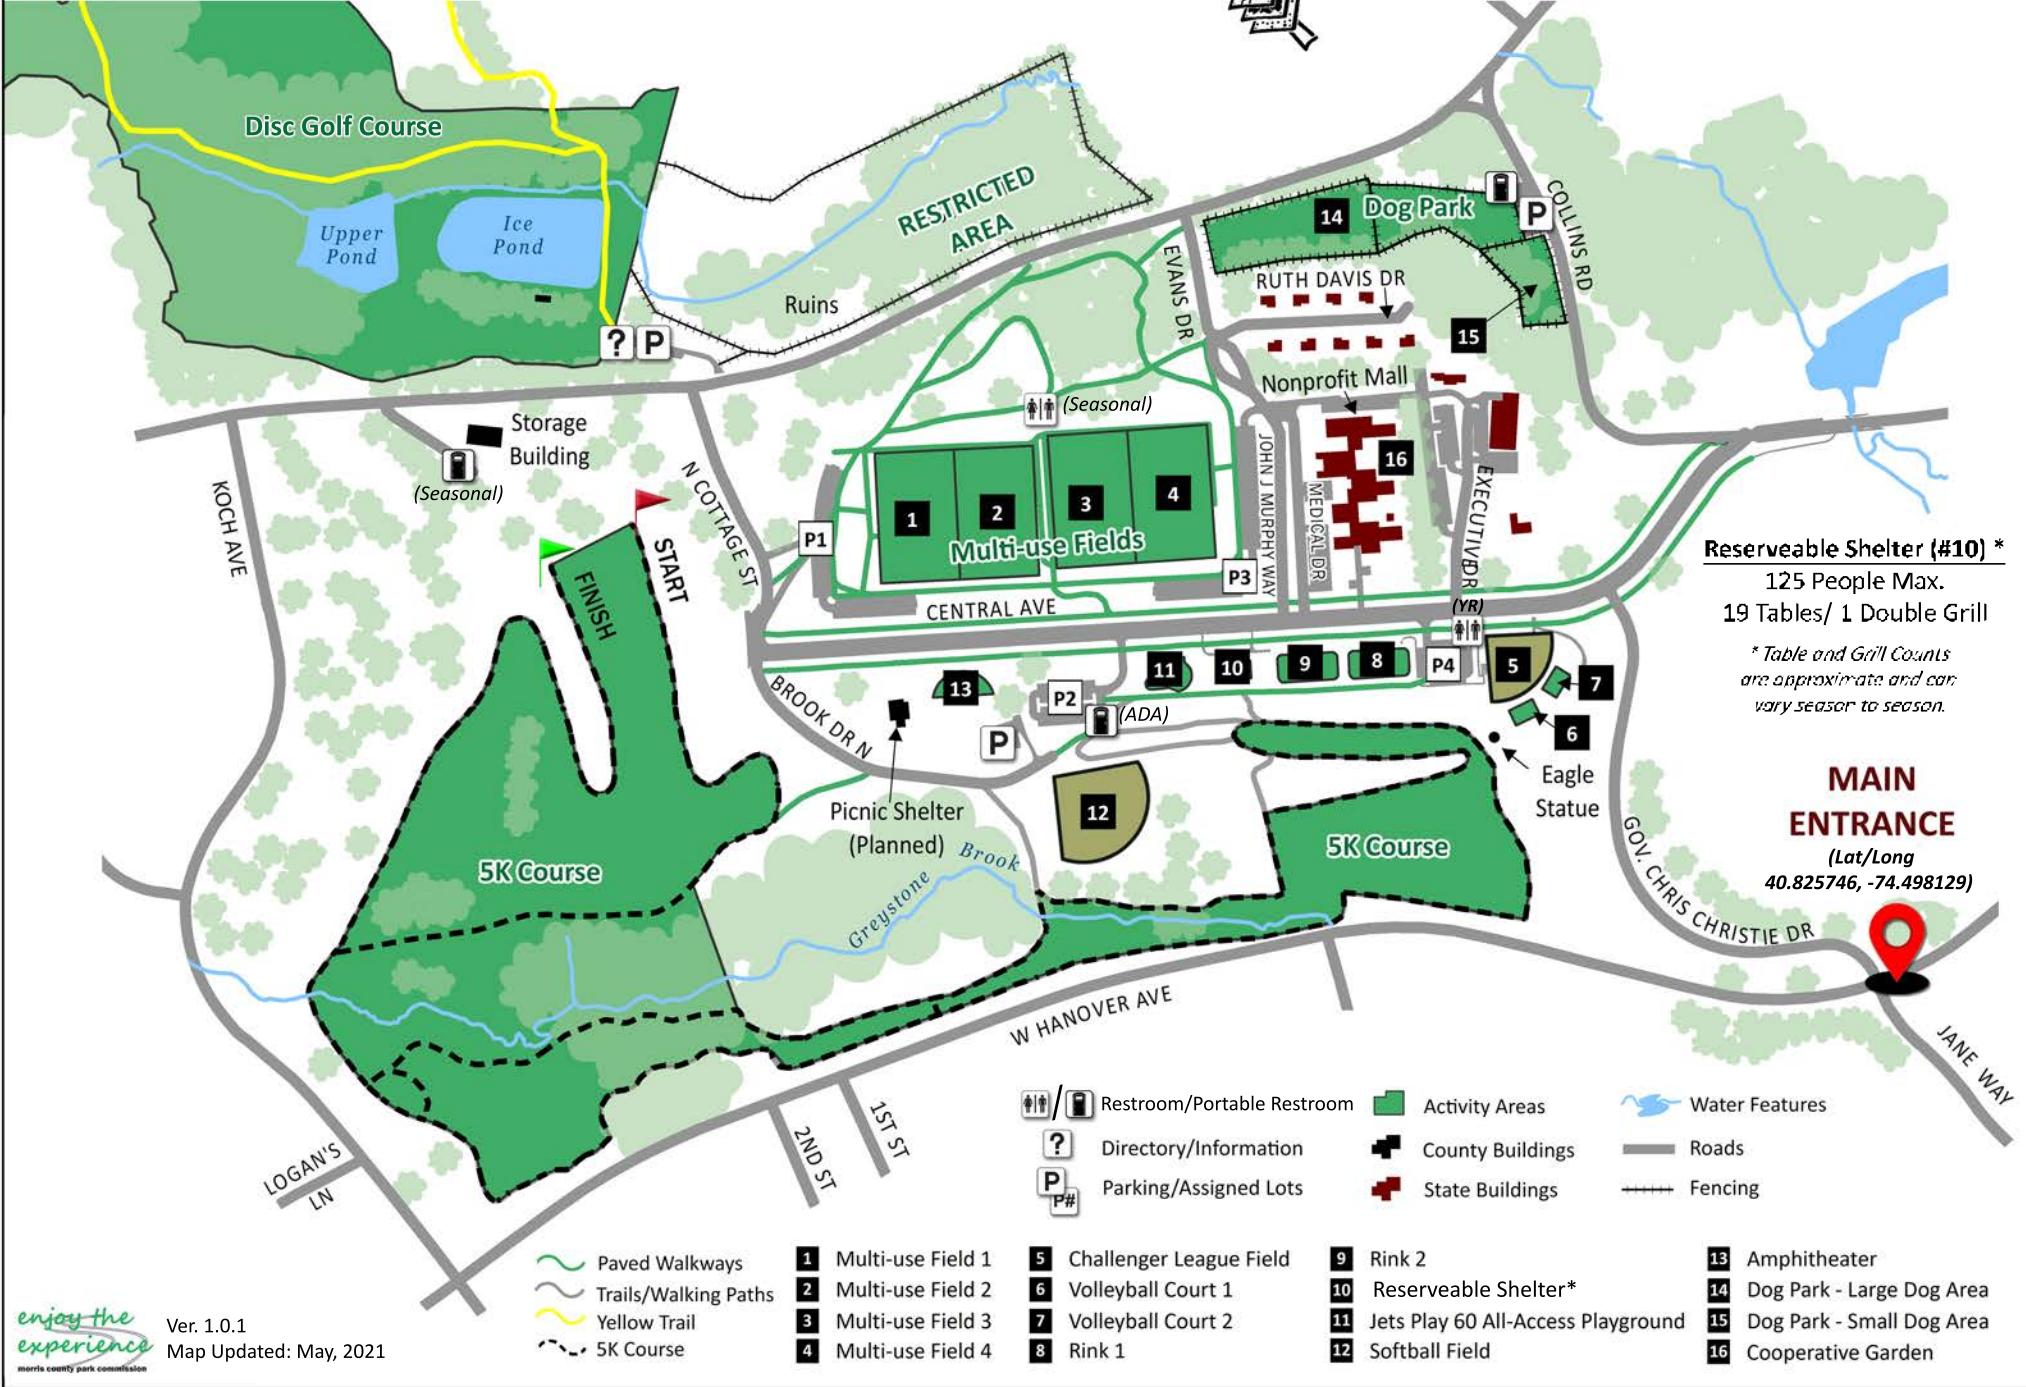 Disc Golf Course
Upper
Pond
Ice
Pond
RESTRICTED
AREA
Ruins
?
P
14
Dog Park
P
COLLINS RD
EVANS DR
RUTH DAVIS DR
15
Nonprofit Mall
(Seasonal)
Storage
Building
(Seasonal)
KOCH AVE
N COTTAGE ST
P1
1
2
3
4
Multi-use Fields
P3
JOHN J MURPHY WAY
MEDICAL DR
16
EXECUTIVE DR
(YR)
CENTRAL AVE
START
FINISH
Reserveable Shelter (#10) *
125 People Max.
19 Tables/ 1 Double Grill
* Table and Grill Counts
are approximate and can
vary season to season.
11
10
9
8
P4
5
7
6
13
P2
(ADA)
P
BROOK DR N
Picnic Shelter
(Planned)
12
Eagle
Statue
5K Course
5K Course
Greystone Brook
GOV. CHRIS CHRISTIE DR
MAIN
ENTRANCE
(Lat/Long
40.825746, -74.498129)
W HANOVER AVE
JANE WAY
LOGAN'S
LN
2ND ST
1ST ST
Restroom/Portable Restroom
? Directory/Information
P P# Parking/Assigned Lots
Activity Areas
County Buildings
State Buildings
Water Features
Roads
Fencing
Paved Walkways
Trails/Walking Paths
Yellow Trail
5K Course
1 Multi-use Field 1
2 Multi-use Field 2
3 Multi-use Field 3
4 Multi-use Field 4
5 Challenger League Field
6 Volleyball Court 1
7 Volleyball Court 2
8 Rink 1
9 Rink 2
10 Reserveable Shelter*
11 Jets Play 60 All-Access Playground
12 Softball Field
13 Amphitheater
14 Dog Park - Large Dog Area
15 Dog Park - Small Dog Area
16 Cooperative Garden
enjoy the
experience
morris county park commission
Ver. 1.0.1
Map Updated: May, 2021